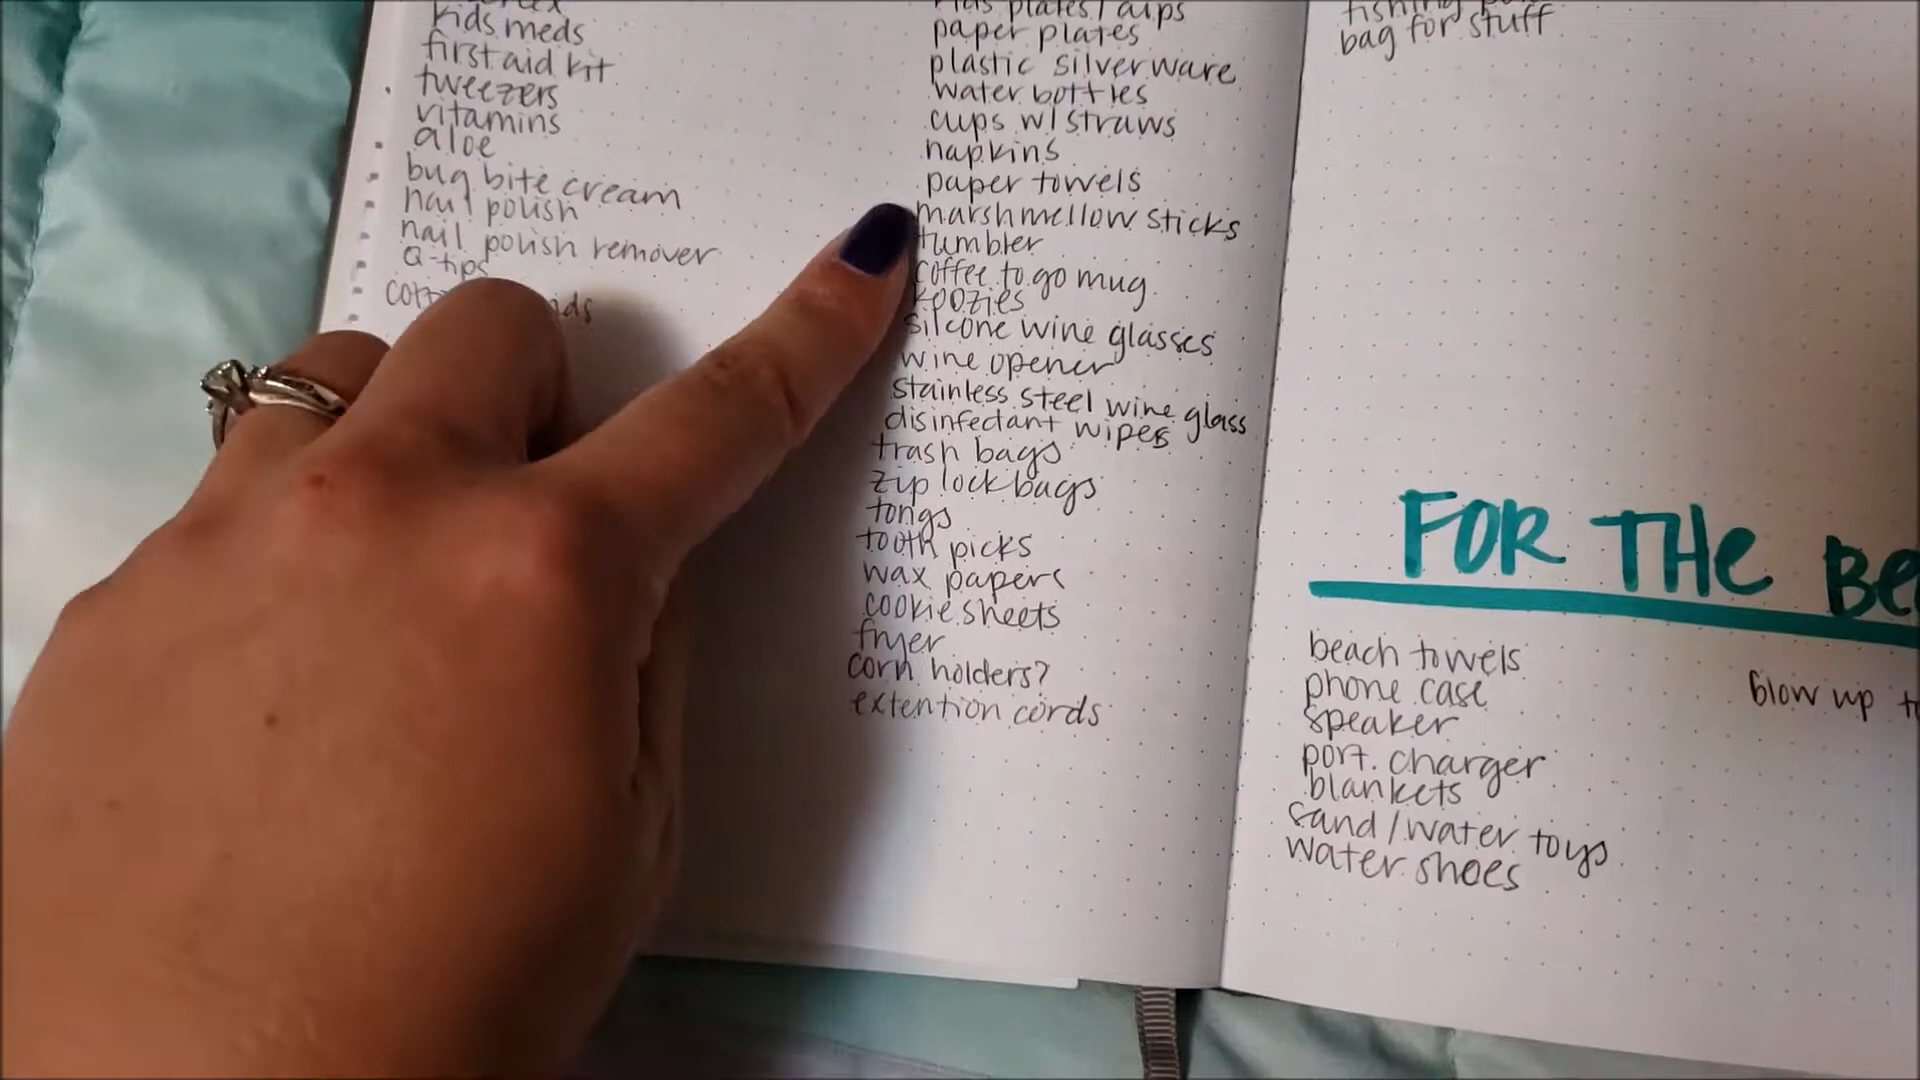 kids meds
first aid kit
tweezers
vitamins
aloe
bug bite cream
nail polish
nail polish remover
Q-tips
kids plates / cups
paper plates
plastic silverware
water bottles
cups w/ straws
napkins
paper towels
marshmellow sticks
tumbler
coffee to go mug
koozies
silcone wine glasses
wine opener
stainless steel wine glass
disinfectant wipes
trash bags
zip lock bags
tongs
tooth picks
wax papers
cookie sheets
fryer
corn holders?
extention cords
fishing
bag for stuff
FOR THE
beach towels
phone case
speaker
port. charger
blankets
sand / water toys
water shoes
blow up